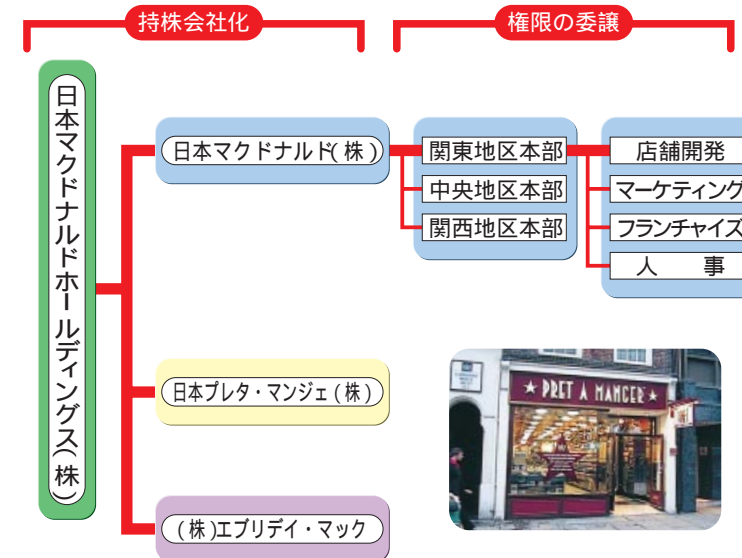 持株会社化
権限の委譲
日本マクドナルドホールディングス(株)
日本マクドナルド(株)
関東地区本部
中央地区本部
関西地区本部
店舗開発
マーケティング
フランチャイズ
人 事
日本プレタ・マンジェ(株)
(株)エブリデイ・マック
★ PRET A MANGER ★